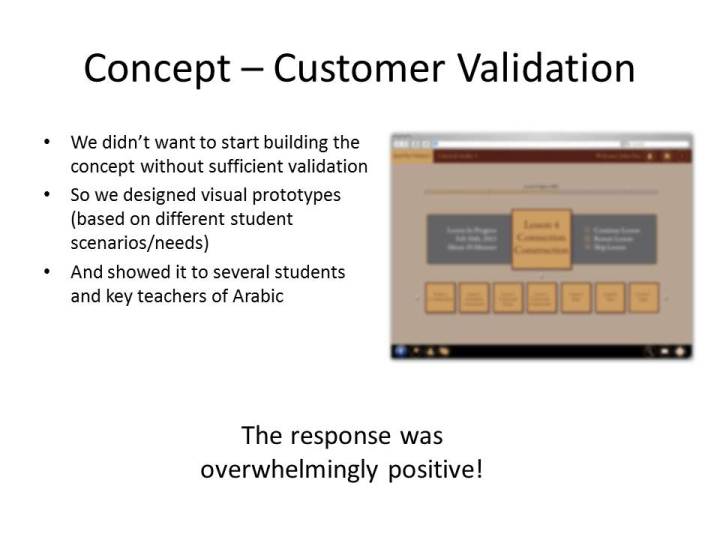 Concept – Customer Validation
• We didn’t want to start building the
concept without sufficient validation
• So we designed visual prototypes
(based on different student
scenarios/needs)
• And showed it to several students
and key teachers of Arabic
Lesson 4
Connection
Construction
The response was
overwhelmingly positive!